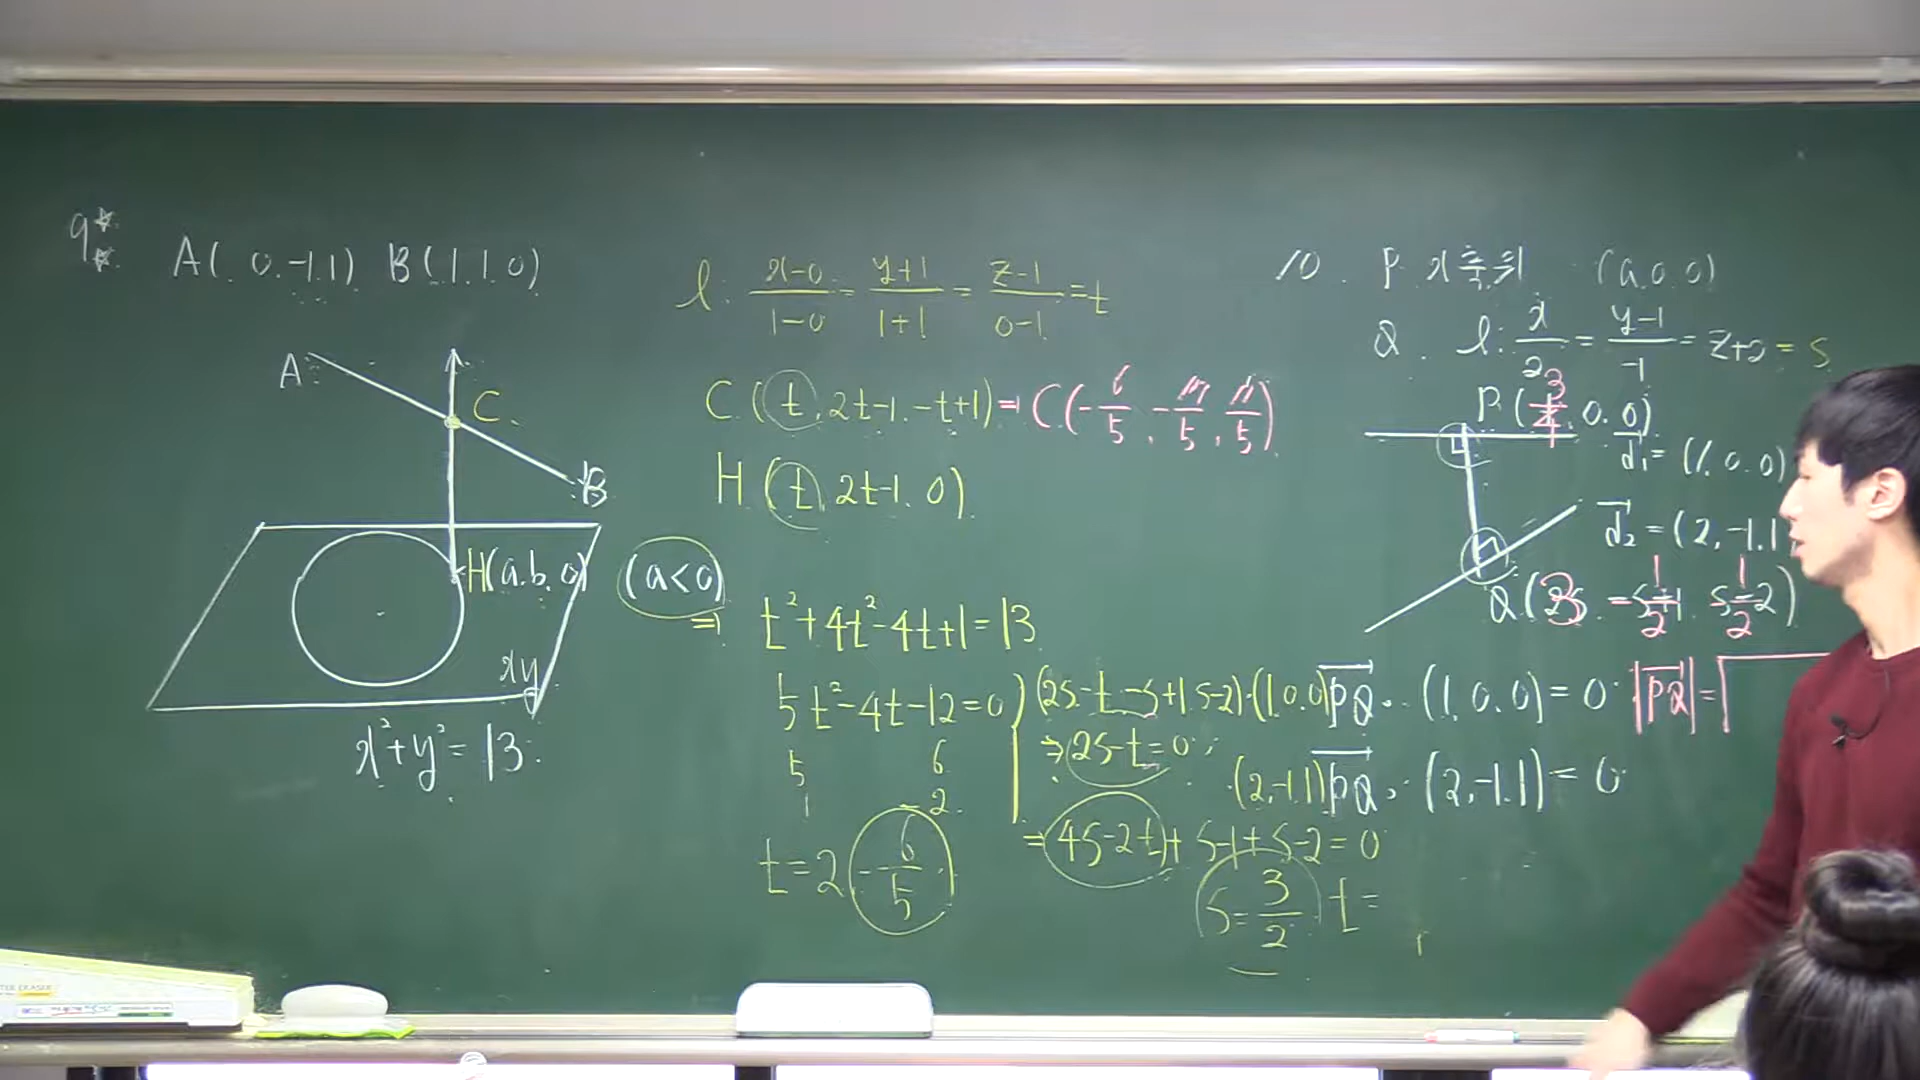 9
A(0.-1.1) B(1.1.0)
A
C
B
H(a.b.0) (a<0)
xy
x²+y²=13
l: (x-0)/(1-0) = (y+1)/(1+1) = (z-1)/(0-1) = t
C(t, 2t-1, -t+1) ⇒ C(-6/5, -17/5, 11/5)
H(t, 2t-1, 0)
⇒ t²+4t²-4t+1=13
5t²-4t-12=0
5 6
1 -2
t=2, -6/5
10. P. x축위 (a.0.0)
Q. l: x/2 = (y-1)/-1 = z+2 = s
P(3, 0, 0)
d₁=(1.0.0)
d₂=(2,-1.1
Q(3, -1/2, -1/2)
(2s-t, -s+1, s-2)·(1.0.0) PQ·(1.0.0)=0 |PQ|=√
⇒ 2s-t=0
(2,-1.1) PQ·(2,-1.1)=0
⇒ 4s-2t+s-1+s-2=0
s=3/2 t=